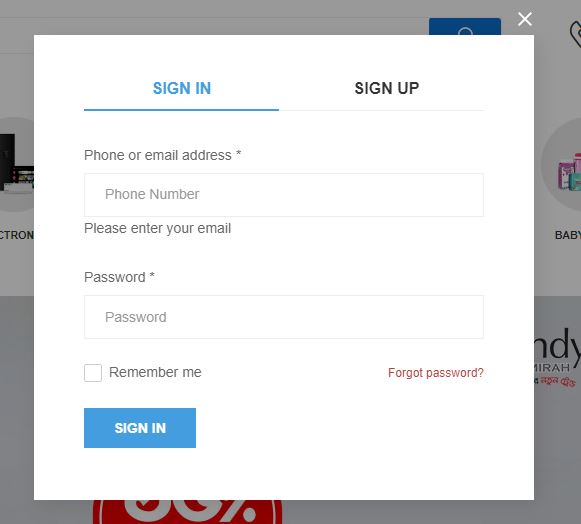 SIGN IN
SIGN UP
Phone or email address *
Phone Number
Please enter your email
Password *
Password
Remember me
Forgot password?
SIGN IN
CTRON
BABY
ndy
MIRAH
নতুন ট্রেন্ড